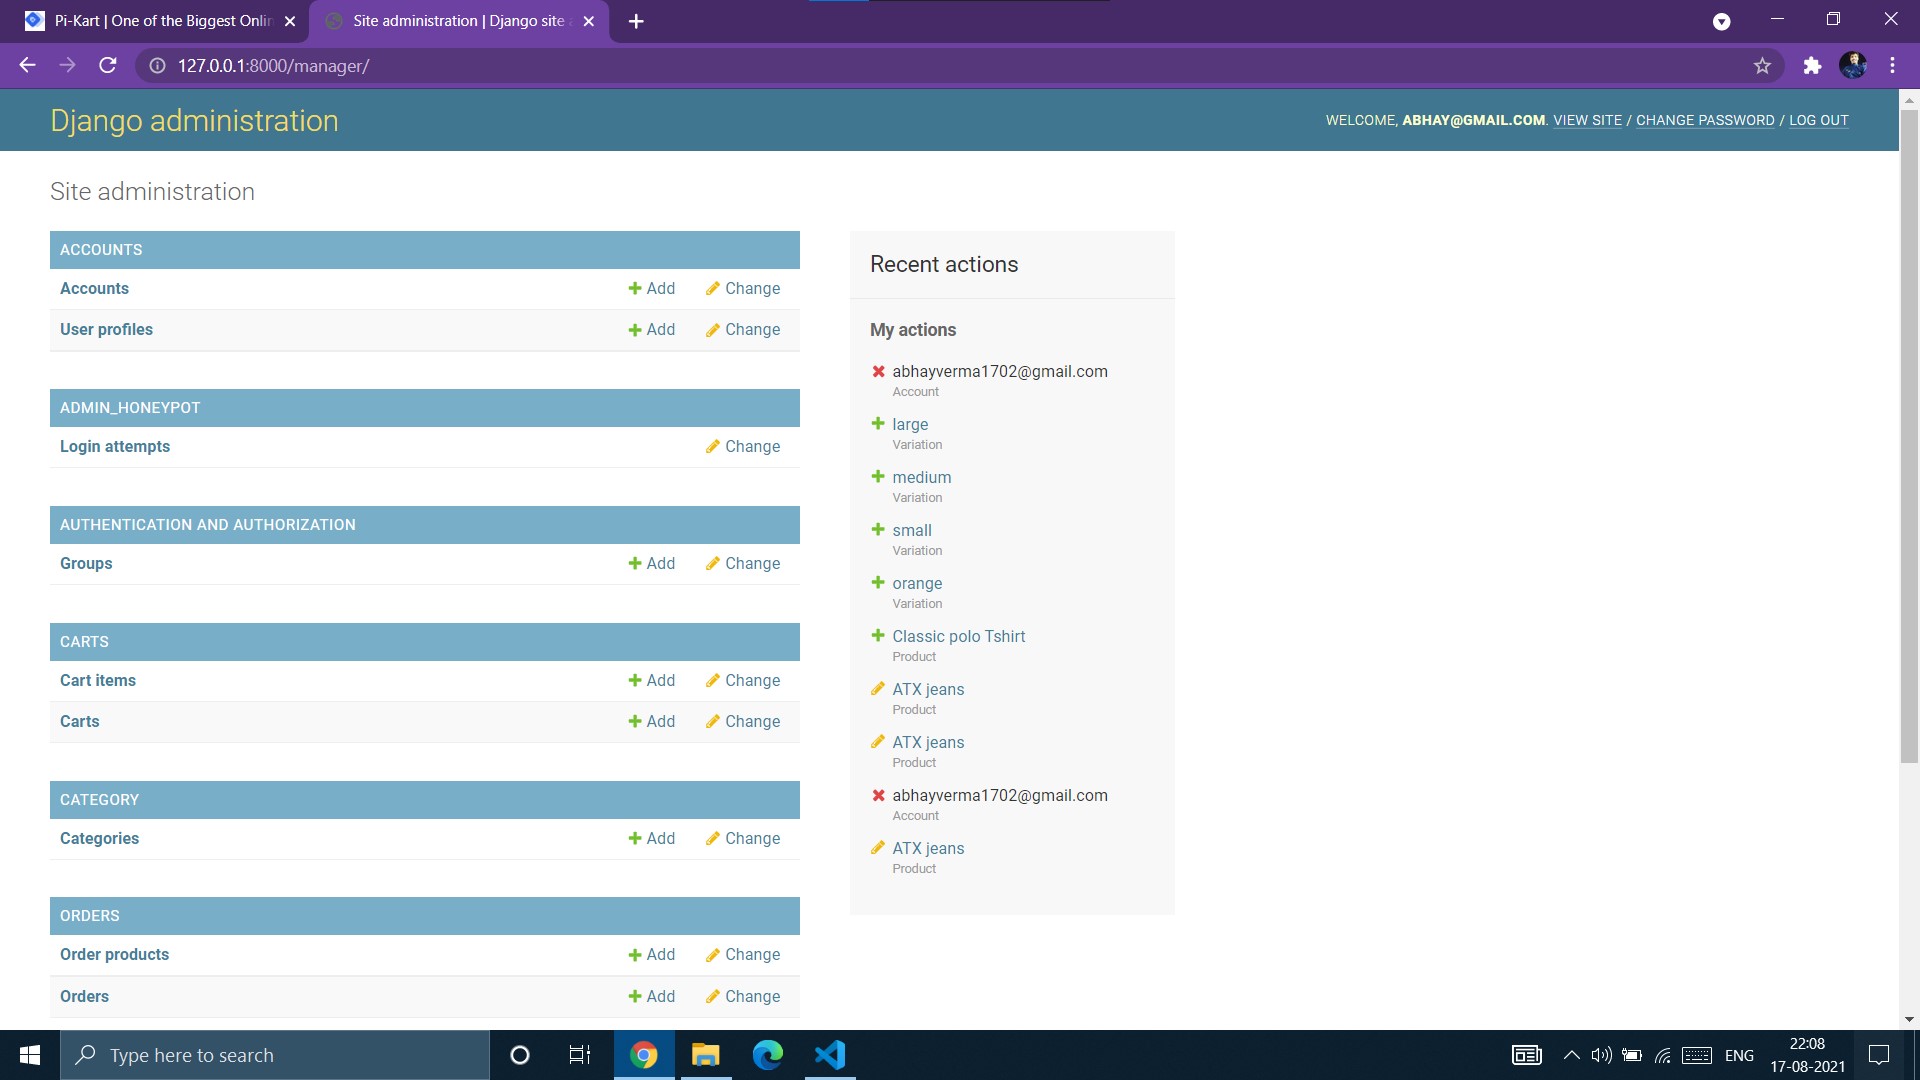 Pi-Kart | One of the Biggest Onlin
Site administration | Django site a
127.0.0.1:8000/manager/
Django administration
WELCOME, ABHAY@GMAIL.COM. VIEW SITE / CHANGE PASSWORD / LOG OUT
Site administration
ACCOUNTS
Accounts Add Change
User profiles Add Change
ADMIN_HONEYPOT
Login attempts Change
AUTHENTICATION AND AUTHORIZATION
Groups Add Change
CARTS
Cart items Add Change
Carts Add Change
CATEGORY
Categories Add Change
ORDERS
Order products Add Change
Orders Add Change
Recent actions
My actions
abhayverma1702@gmail.com
Account
large
Variation
medium
Variation
small
Variation
orange
Variation
Classic polo Tshirt
Product
ATX jeans
Product
ATX jeans
Product
abhayverma1702@gmail.com
Account
ATX jeans
Product
Type here to search
ENG
22:08
17-08-2021